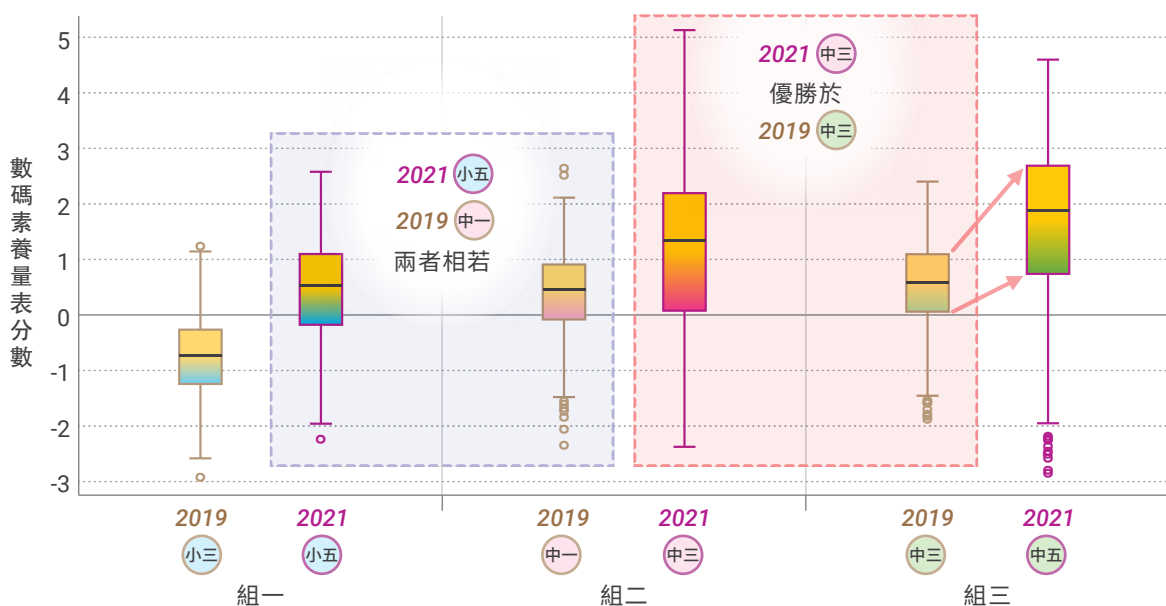 數碼素養量表分數
5
4
3
2
1
0
-1
-2
-3
2021 小五
2019 中一
兩者相若
2021 中三
優勝於
2019 中三
2019 2021 2019 2021 2019 2021
小三 小五 中一 中三 中三 中五
組一 組二 組三